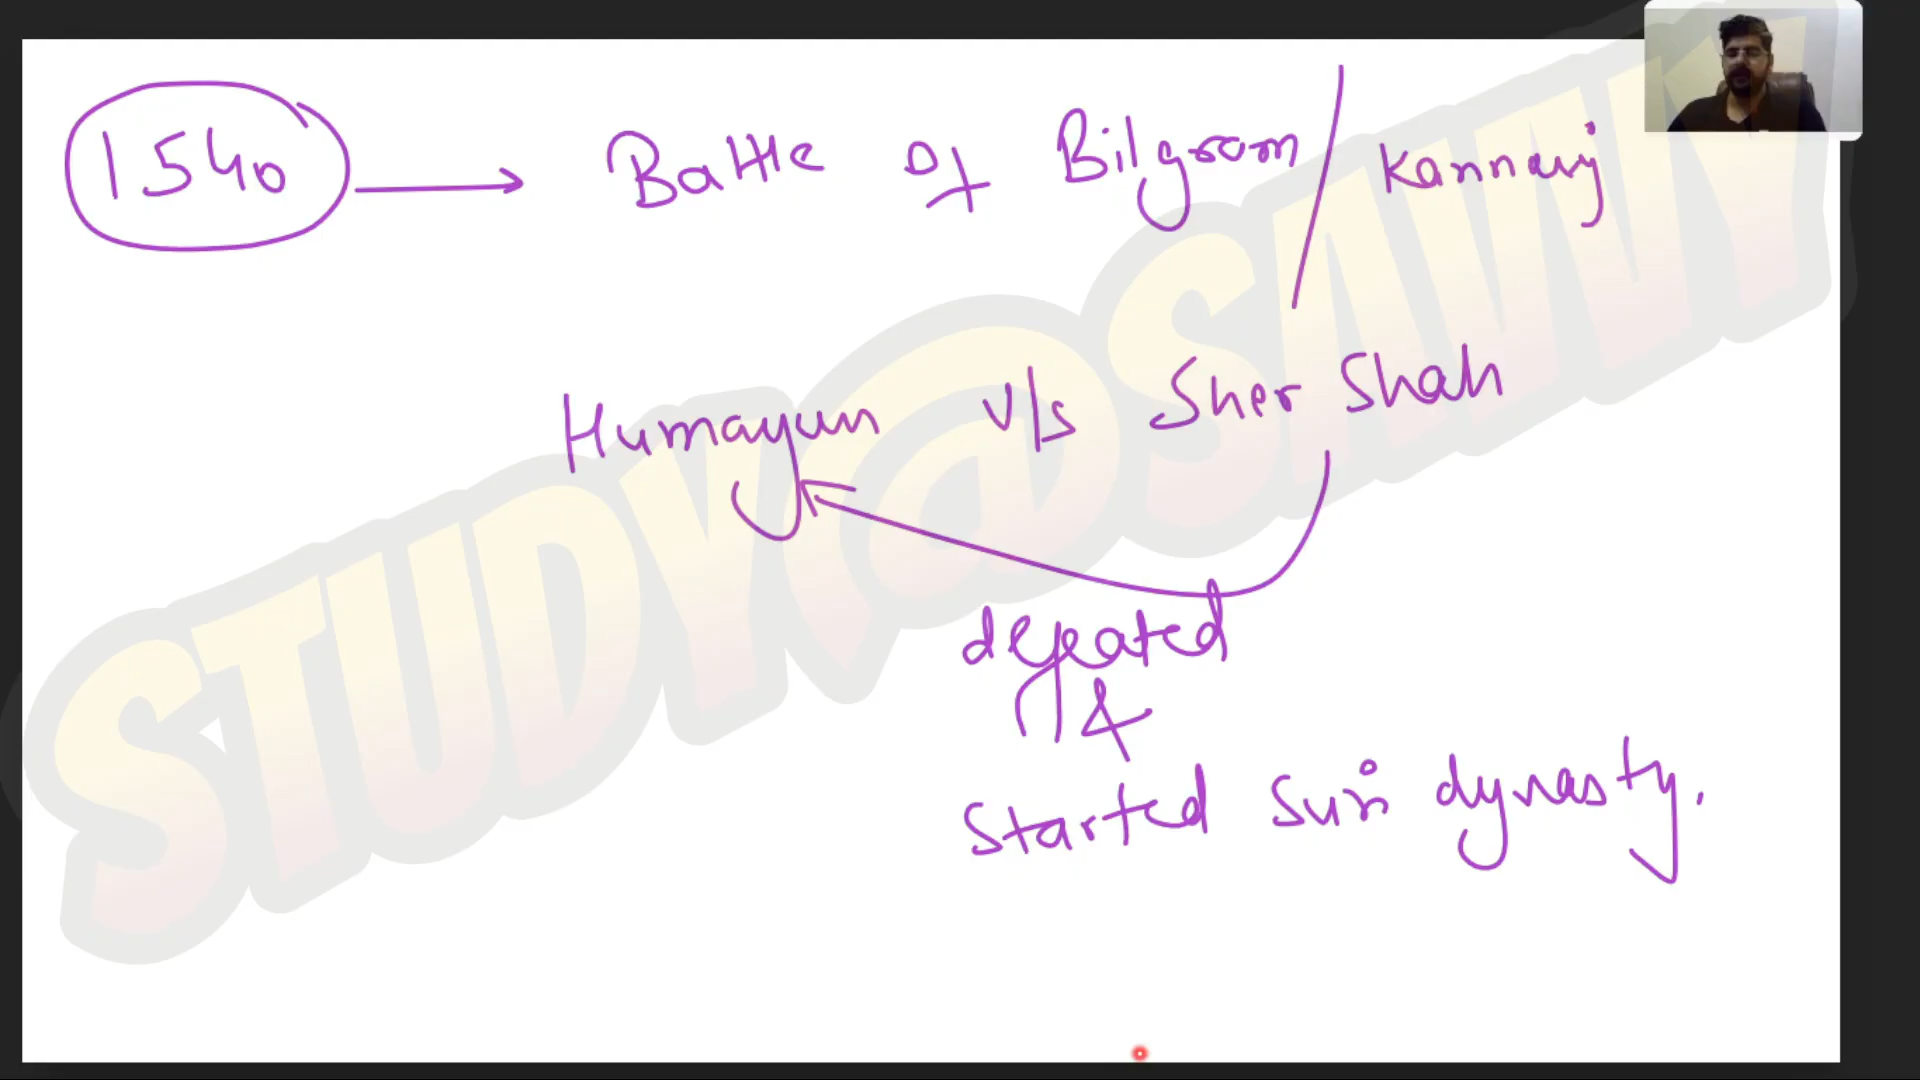 1540 → Battle of Bilgram / Kannauj
Humayun v/s Sher Shah
defeated
&
Started Suri dynasty.
STUDY@SAVVY